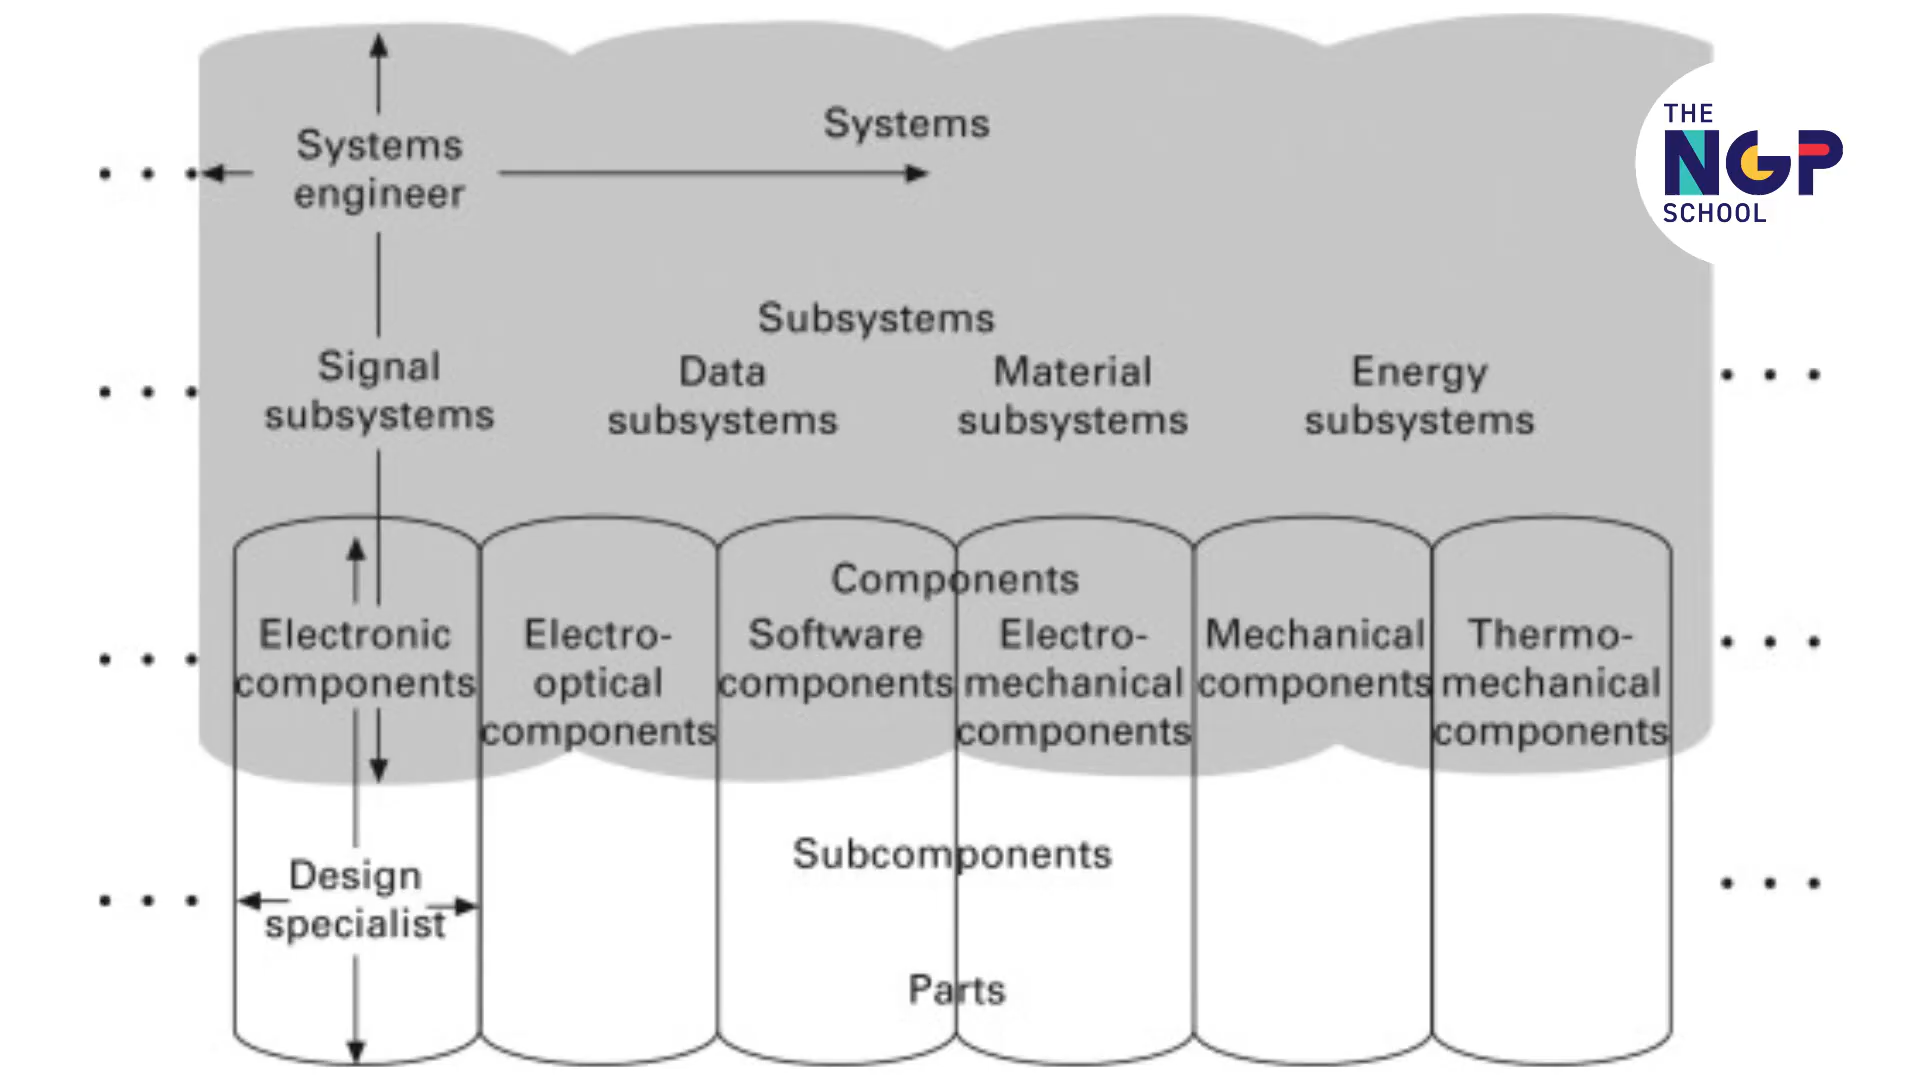 THE
NGP
SCHOOL
Systems
Systems
engineer
Subsystems
Signal
subsystems
Data
subsystems
Material
subsystems
Energy
subsystems
Components
Electronic
components
Electro-
optical
components
Software
components
Electro-
mechanical
components
Mechanical
components
Thermo-
mechanical
components
Subcomponents
Design
specialist
Parts